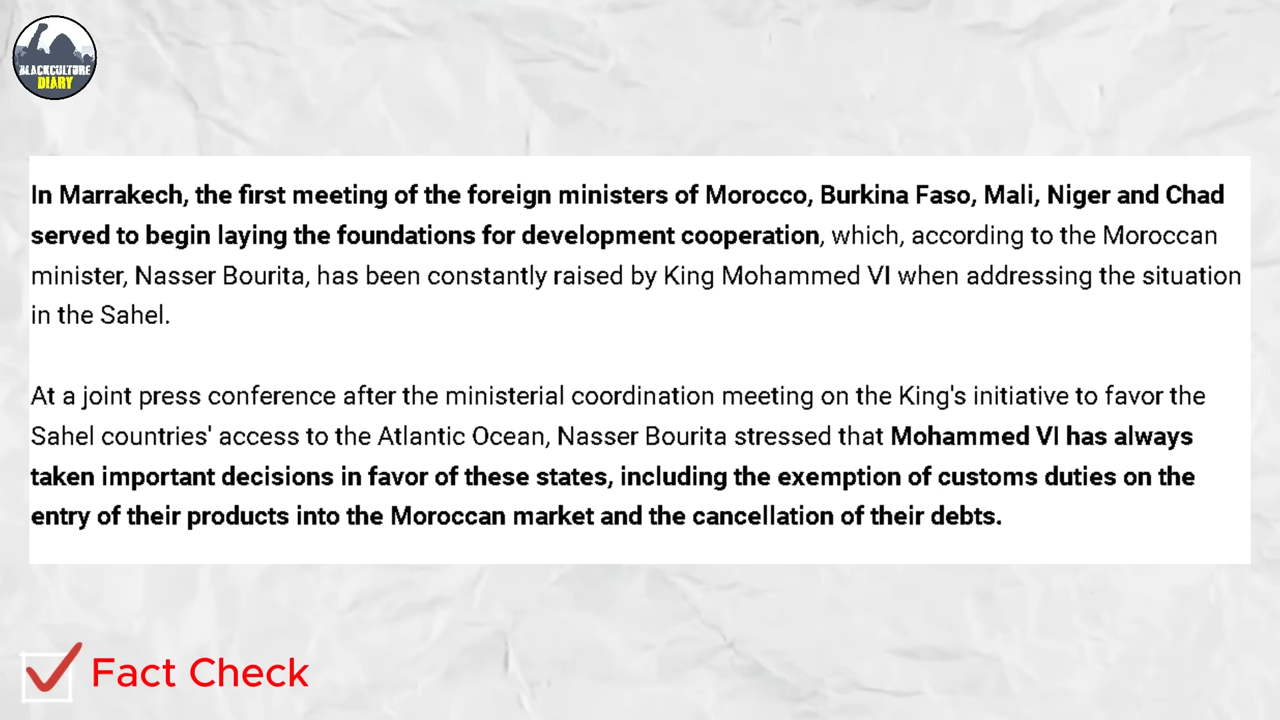 BLACKCULTURE
DIARY
In Marrakech, the first meeting of the foreign ministers of Morocco, Burkina Faso, Mali, Niger and Chad
served to begin laying the foundations for development cooperation, which, according to the Moroccan
minister, Nasser Bourita, has been constantly raised by King Mohammed VI when addressing the situation
in the Sahel.
At a joint press conference after the ministerial coordination meeting on the King's initiative to favor the
Sahel countries' access to the Atlantic Ocean, Nasser Bourita stressed that Mohammed VI has always
taken important decisions in favor of these states, including the exemption of customs duties on the
entry of their products into the Moroccan market and the cancellation of their debts.
Fact Check